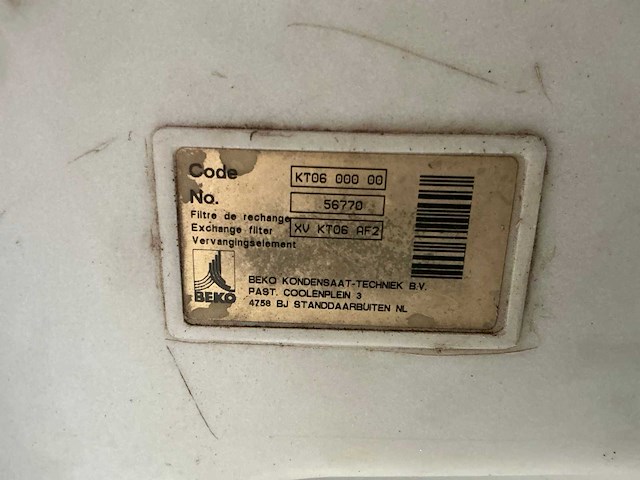 Code KT06 000 00
No. 56770
Filtre de rechange
Exchange filter XV KT06 AF2
Vervangingselement
BEKO
BEKO KONDENSAAT-TECHNIEK B.V.
PAST. COOLENPLEIN 3
4758 BJ STANDDAARBUITEN NL